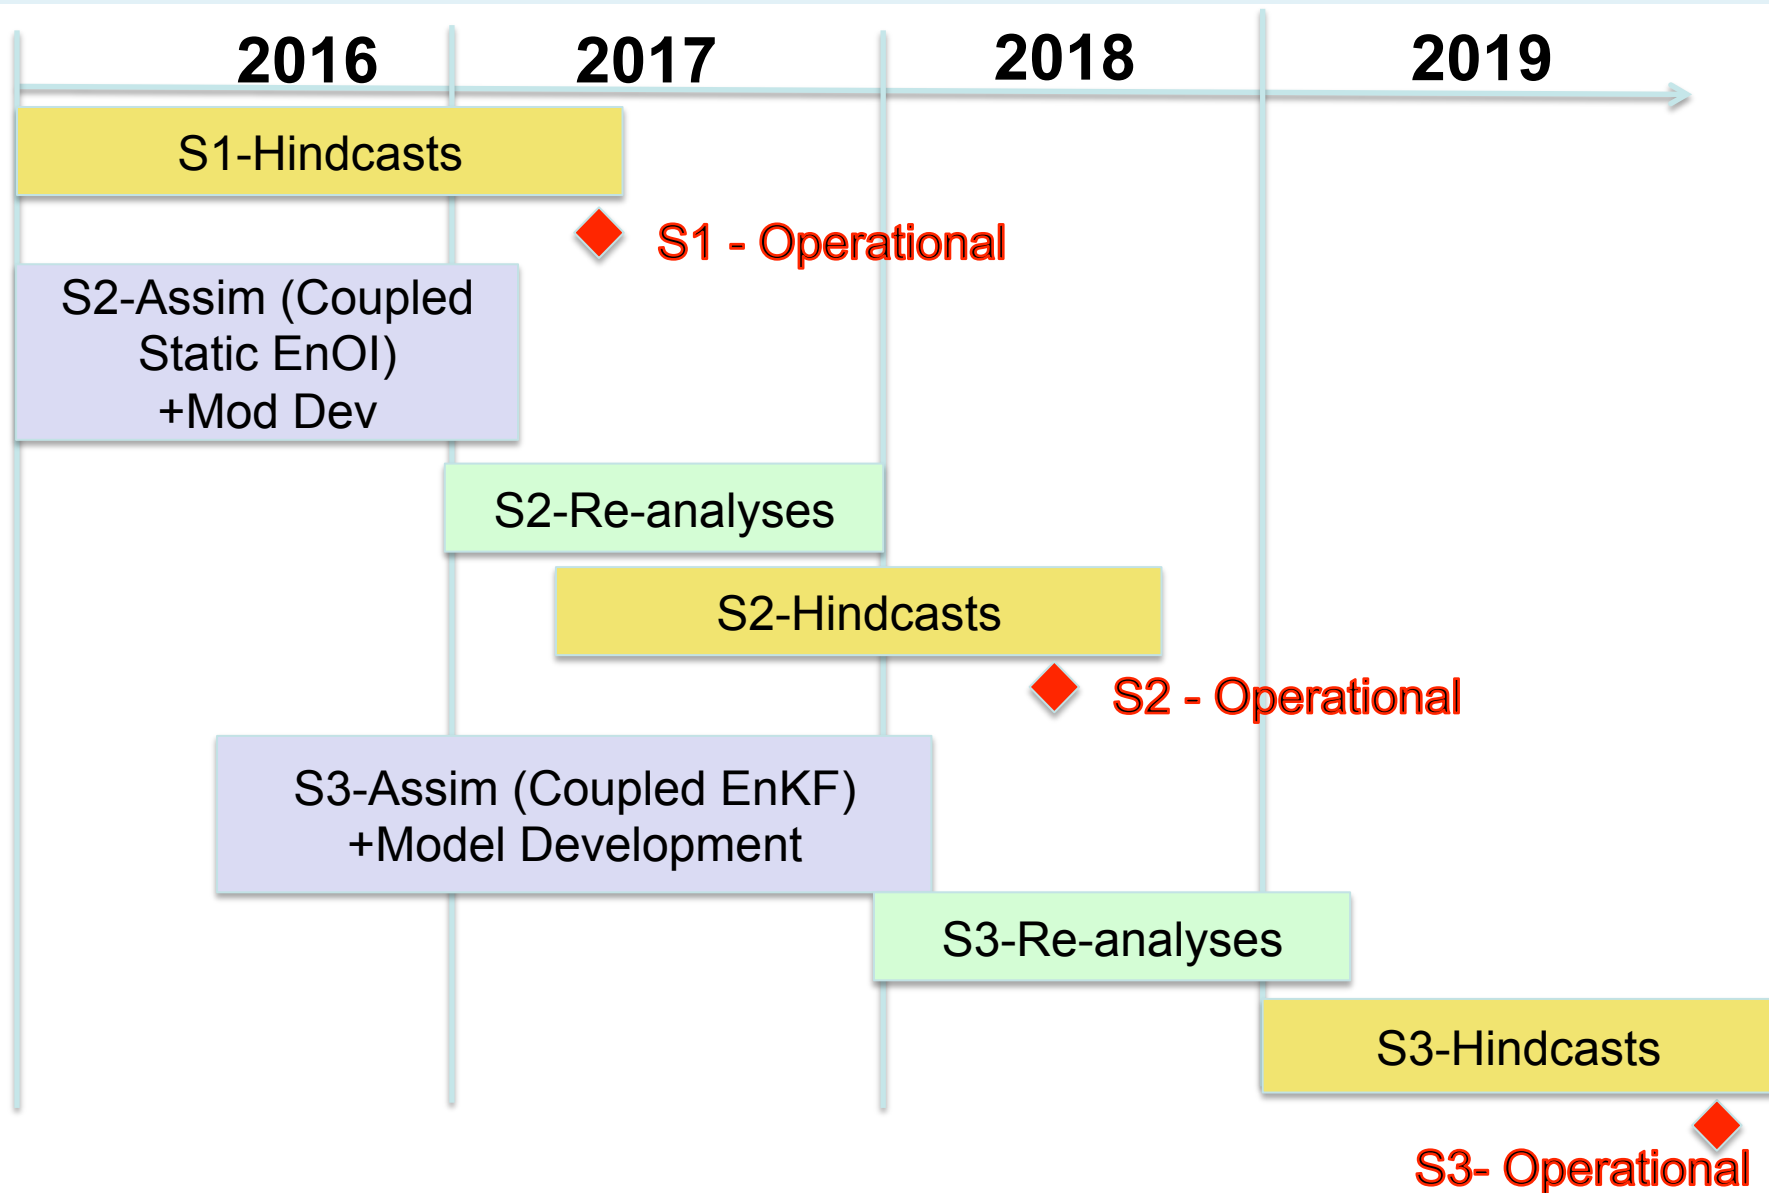 2016 2017 2018 2019
S1-Hindcasts
S1 - Operational
S2-Assim (Coupled
Static EnOI)
+Mod Dev
S2-Re-analyses
S2-Hindcasts
S2 - Operational
S3-Assim (Coupled EnKF)
+Model Development
S3-Re-analyses
S3-Hindcasts
S3- Operational